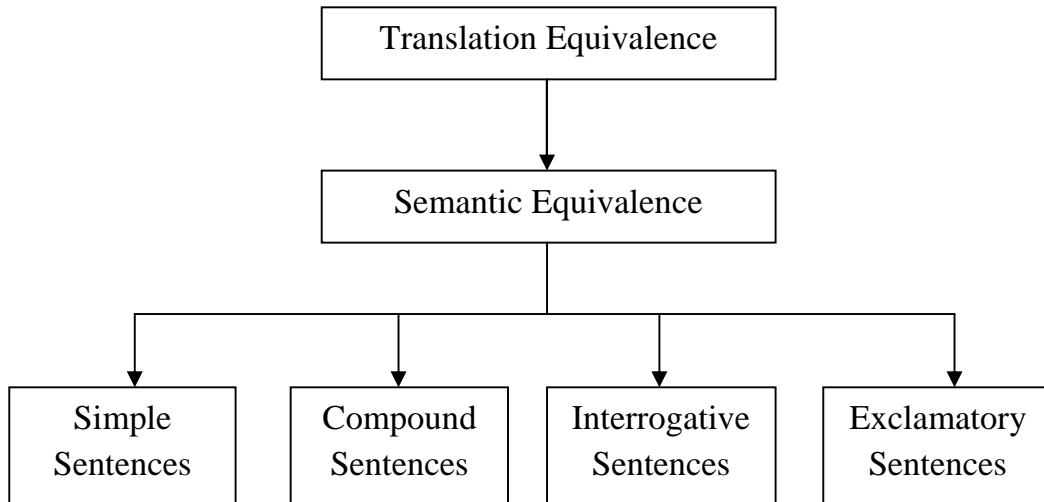 Translation Equivalence
Semantic Equivalence
Simple
Sentences
Compound
Sentences
Interrogative
Sentences
Exclamatory
Sentences